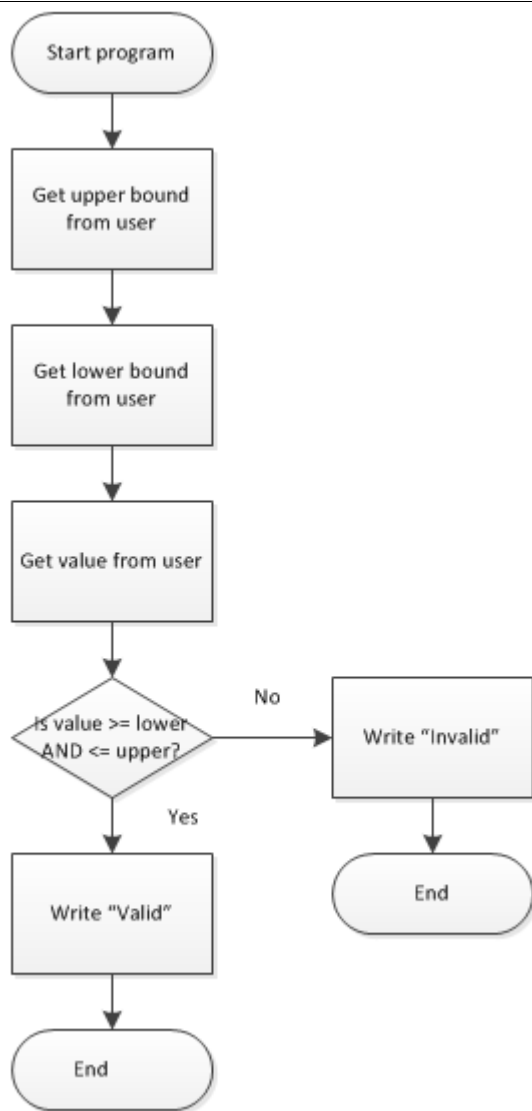 Start program
Get upper bound
from user
Get lower bound
from user
Get value from user
Is value >= lower
AND <= upper?
No
Write “Invalid”
Yes
End
Write “Valid”
End